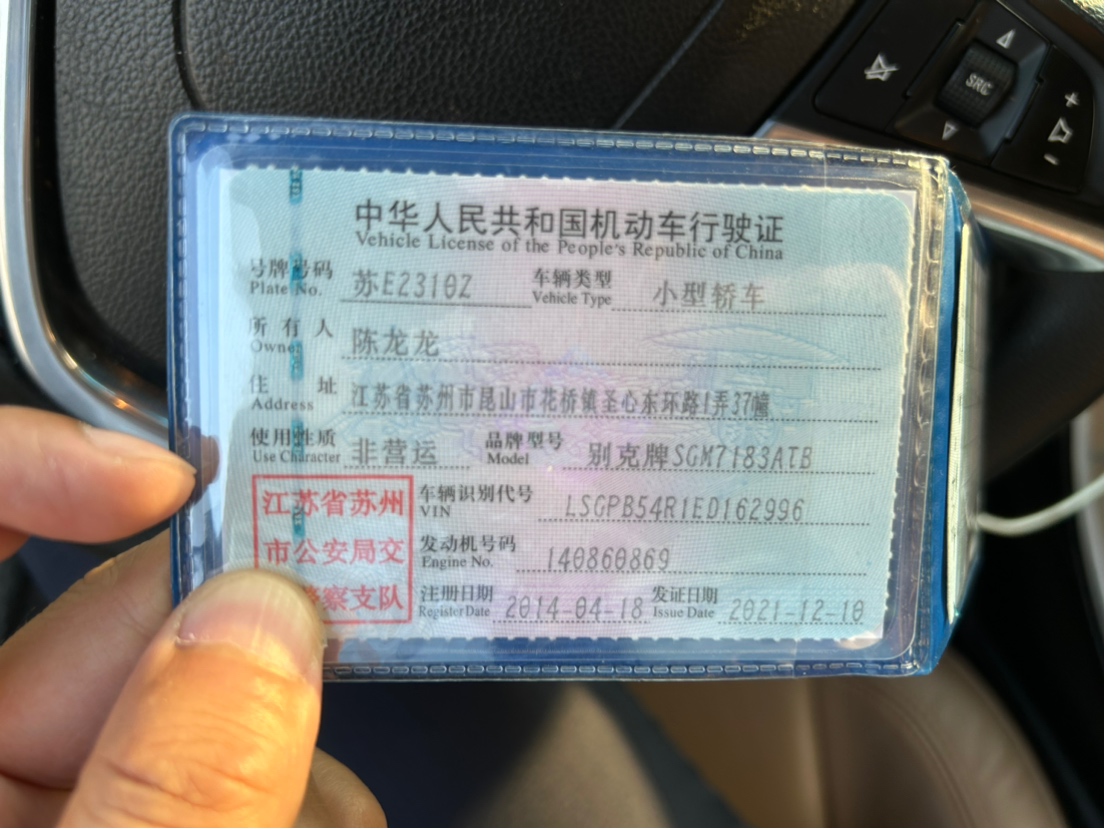 SRC
中华人民共和国机动车行驶证
Vehicle License of the People's Republic of China
号牌号码 苏E2310Z 车辆类型 小型轿车
Plate No. Vehicle Type
所有人 陈龙龙
Owner
住址 江苏省苏州市昆山市花桥镇圣心东环路1弄37幢
Address
使用性质 非营运 品牌型号 别克牌SGM7183ATB
Use Character Model
江苏省苏州
市公安局交
警察支队
车辆识别代号 LSGPB54R1ED162996
VIN
发动机号码 140860869
Engine No.
注册日期 2014-04-18 发证日期 2021-12-10
Register Date Issue Date